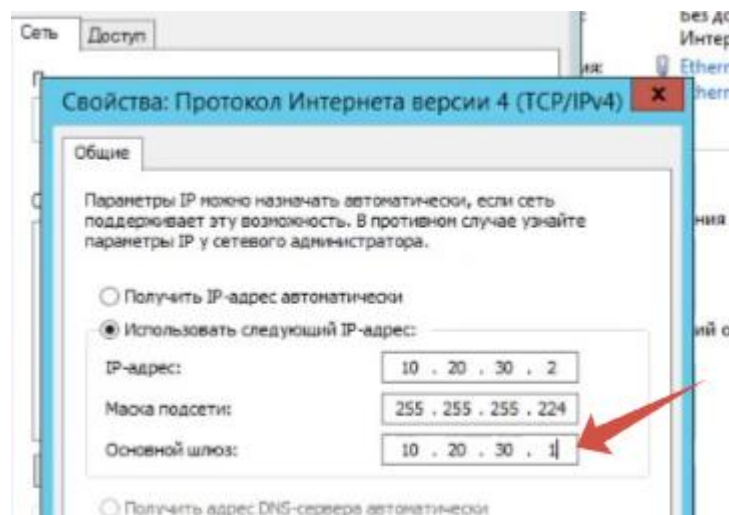 Сеть
Доступ
Без до
Интер
Ethern
Свойства: Протокол Интернета версии 4 (TCP/IPv4)
Общие
Параметры IP можно назначать автоматически, если сеть
поддерживает эту возможность. В противном случае узнайте
параметры IP у сетевого администратора.
Получить IP-адрес автоматически
Использовать следующий IP-адрес:
IP-адрес:
10 . 20 . 30 . 2
Маска подсети:
255 . 255 . 255 . 224
Основной шлюз:
10 . 20 . 30 . 1
Получить адрес DNS-сервера автоматически